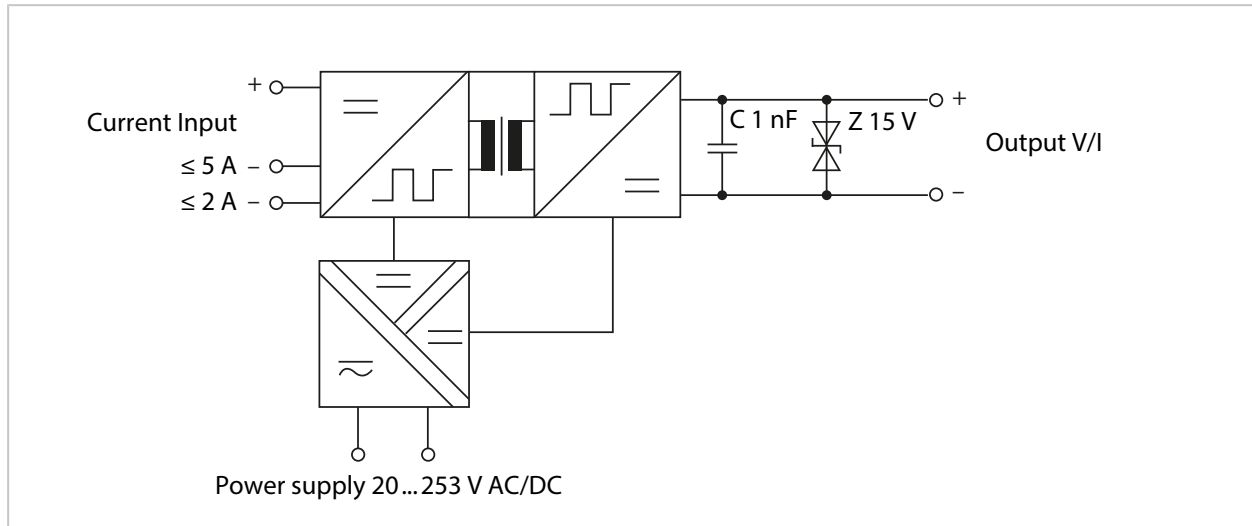 +
Current Input
≤ 5 A –
≤ 2 A –
C 1 nF
Z 15 V
+
Output V/I
–
Power supply 20...253 V AC/DC